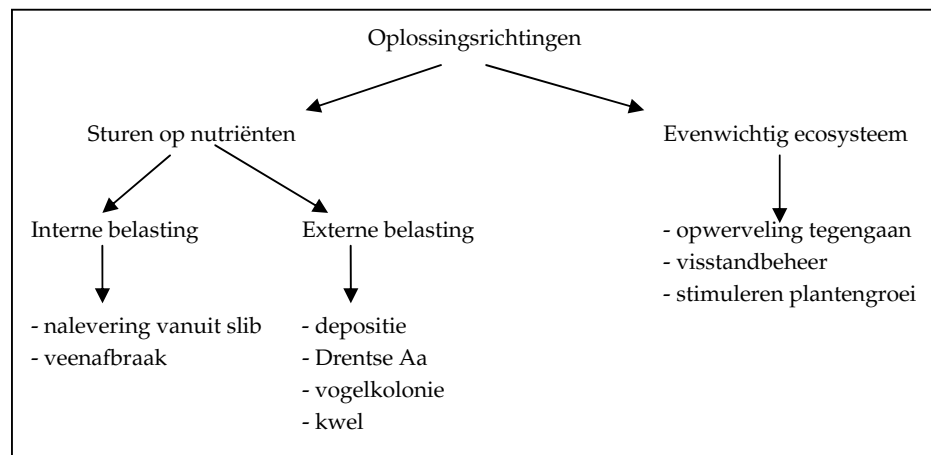 Oplossingsrichtingen
Sturen op nutriënten
Evenwichtig ecosysteem
Interne belasting
Externe belasting
- opwerveling tegengaan
- visstandbeheer
- stimuleren plantengroei
- nalevering vanuit slib
- veenafbraak
- depositie
- Drentse Aa
- vogelkolonie
- kwel